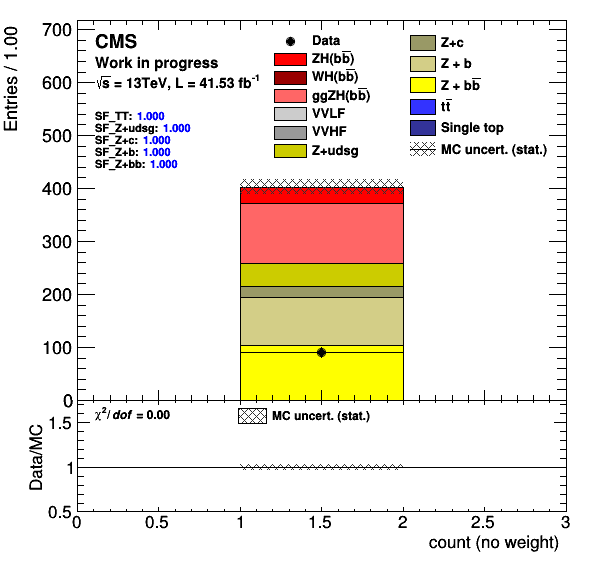 CMS
Work in progress
√s = 13TeV, L = 41.53 fb⁻¹
SF_TT: 1.000
SF_Z+udsg: 1.000
SF_Z+c: 1.000
SF_Z+b: 1.000
SF_Z+bb: 1.000
Data
ZH(bb̅)
WH(bb̅)
ggZH(bb̅)
VVLF
VVHF
Z+udsg
Z+c
Z + b
Z + bb̅
tt̅
Single top
MC uncert. (stat.)
Entries / 1.00
700
600
500
400
300
200
100
0
χ²/dof = 0.00
MC uncert. (stat.)
Data/MC
1.5
1
0.5
0 0.5 1 1.5 2 2.5 3
count (no weight)